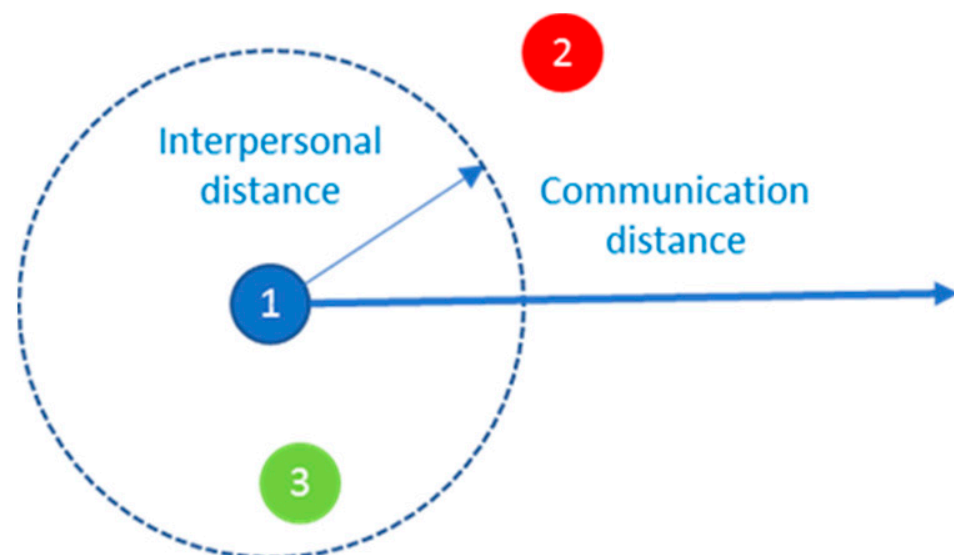 2
Interpersonal
distance
Communication
distance
1
3